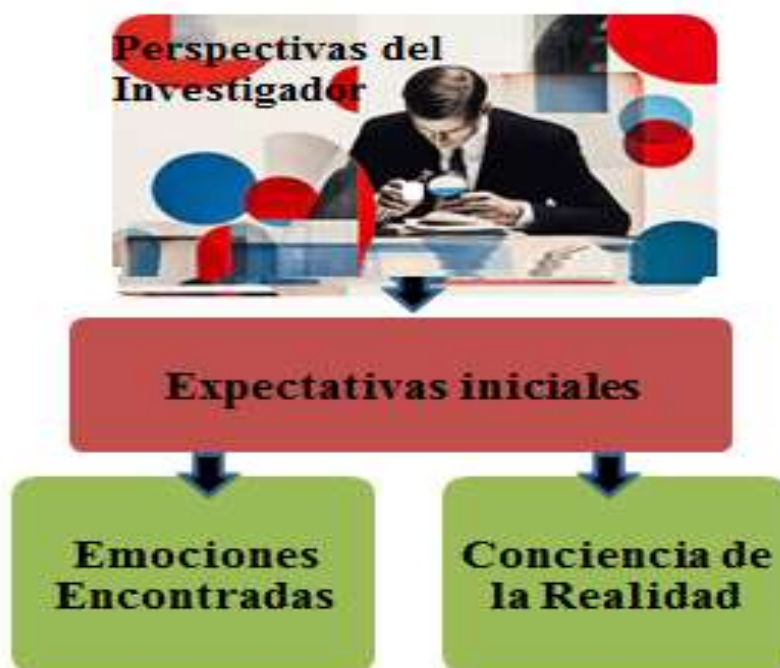 Perspectivas del
Investigador
Expectativas iniciales
Emociones
Encontradas
Conciencia de
la Realidad